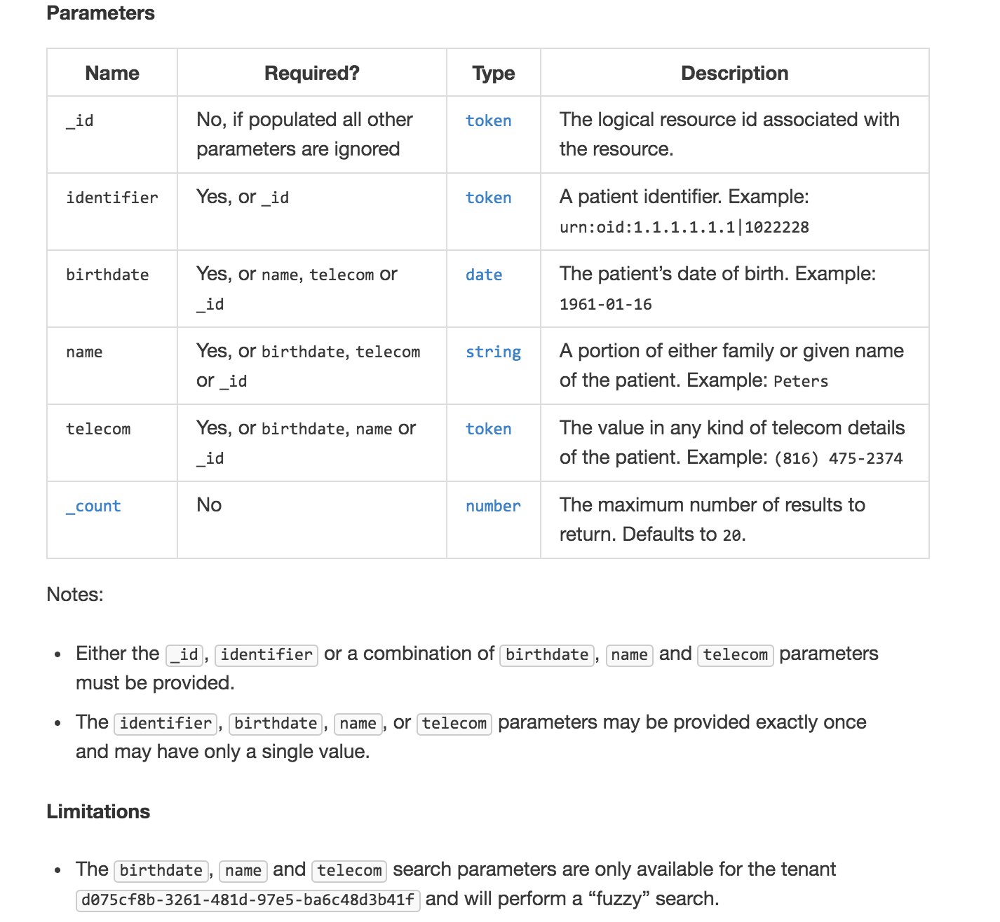 Parameters
Name Required? Type Description
_id No, if populated all other token The logical resource id associated with
parameters are ignored the resource.
identifier Yes, or _id token A patient identifier. Example:
urn:oid:1.1.1.1.1.1|1022228
birthdate Yes, or name, telecom or date The patient’s date of birth. Example:
_id 1961-01-16
name Yes, or birthdate, telecom string A portion of either family or given name
or _id of the patient. Example: Peters
telecom Yes, or birthdate, name or token The value in any kind of telecom details
_id of the patient. Example: (816) 475-2374
_count No number The maximum number of results to
return. Defaults to 20.
Notes:
• Either the _id, identifier or a combination of birthdate, name and telecom parameters
must be provided.
• The identifier, birthdate, name, or telecom parameters may be provided exactly once
and may have only a single value.
Limitations
• The birthdate, name and telecom search parameters are only available for the tenant
d075cf8b-3261-481d-97e5-ba6c48d3b41f and will perform a “fuzzy” search.